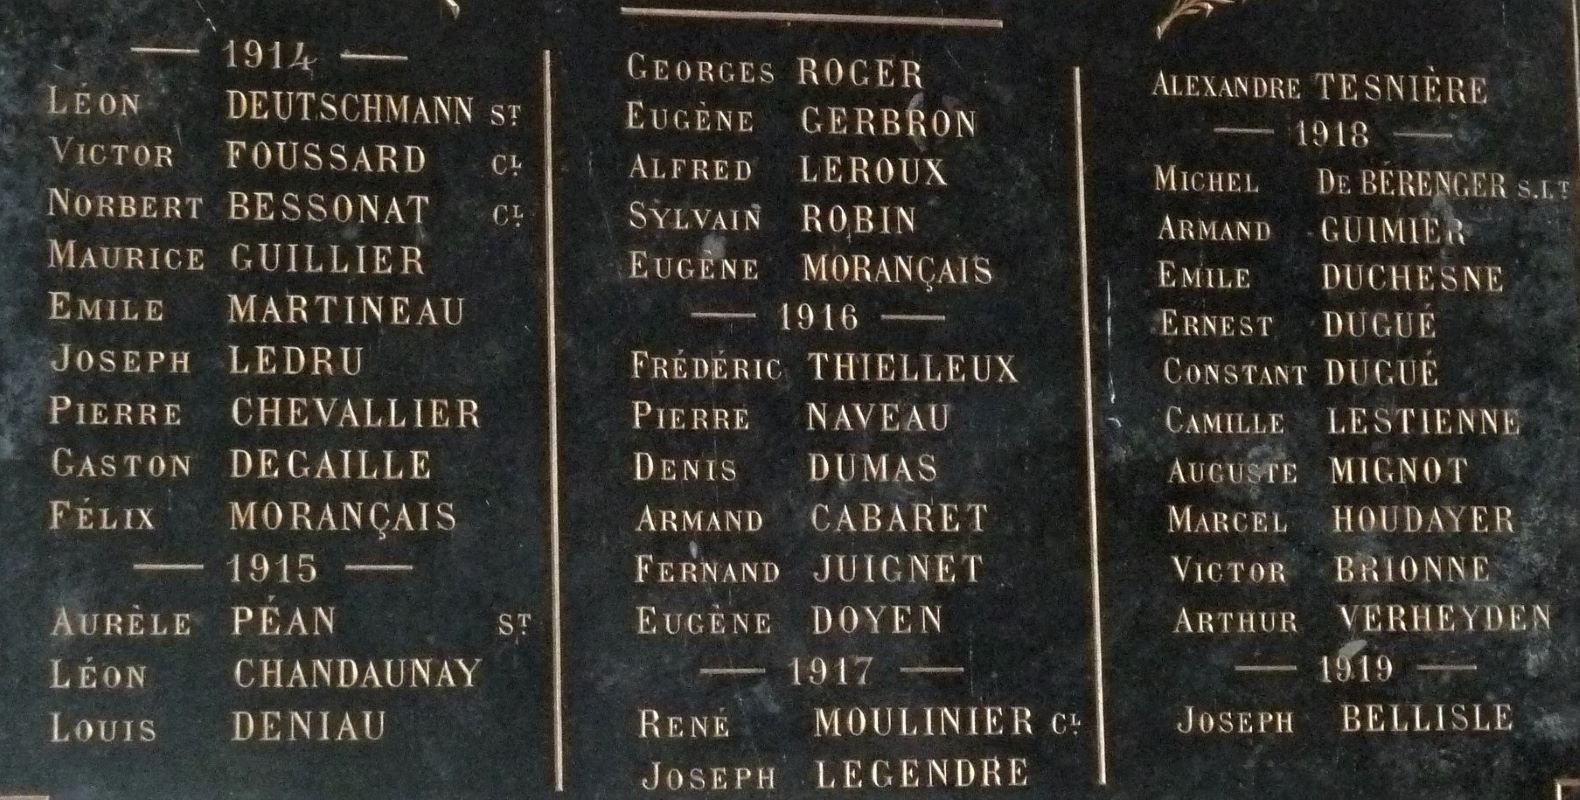 1914
LÉON DEUTSCHMANN ST
VICTOR FOUSSARD CL
NORBERT BESSONAT CL
MAURICE GUILLIER
EMILE MARTINEAU
JOSEPH LEDRU
PIERRE CHEVALLIER
GASTON DEGAILLE
FÉLIX MORANÇAIS
1915
AURÈLE PÉAN ST
LÉON CHANDAUNAY
LOUIS DENIAU
GEORGES ROGER
EUGÈNE GERBRON
ALFRED LEROUX
SYLVAIN ROBIN
EUGÈNE MORANÇAIS
1916
FRÉDÉRIC THIELLEUX
PIERRE NAVEAU
DENIS DUMAS
ARMAND CABARET
FERNAND JUIGNET
EUGÈNE DOYEN
1917
RENÉ MOULINIER CL
JOSEPH LEGENDRE
ALEXANDRE TESNIÈRE
1918
MICHEL DE BÉRENGER S.LT
ARMAND GUIMIER
EMILE DUCHESNE
ERNEST DUGUÉ
CONSTANT DUGUÉ
CAMILLE LESTIENNE
AUGUSTE MIGNOT
MARCEL HOUDAYER
VICTOR BRIONNE
ARTHUR VERHEYDEN
1919
JOSEPH BELLISLE